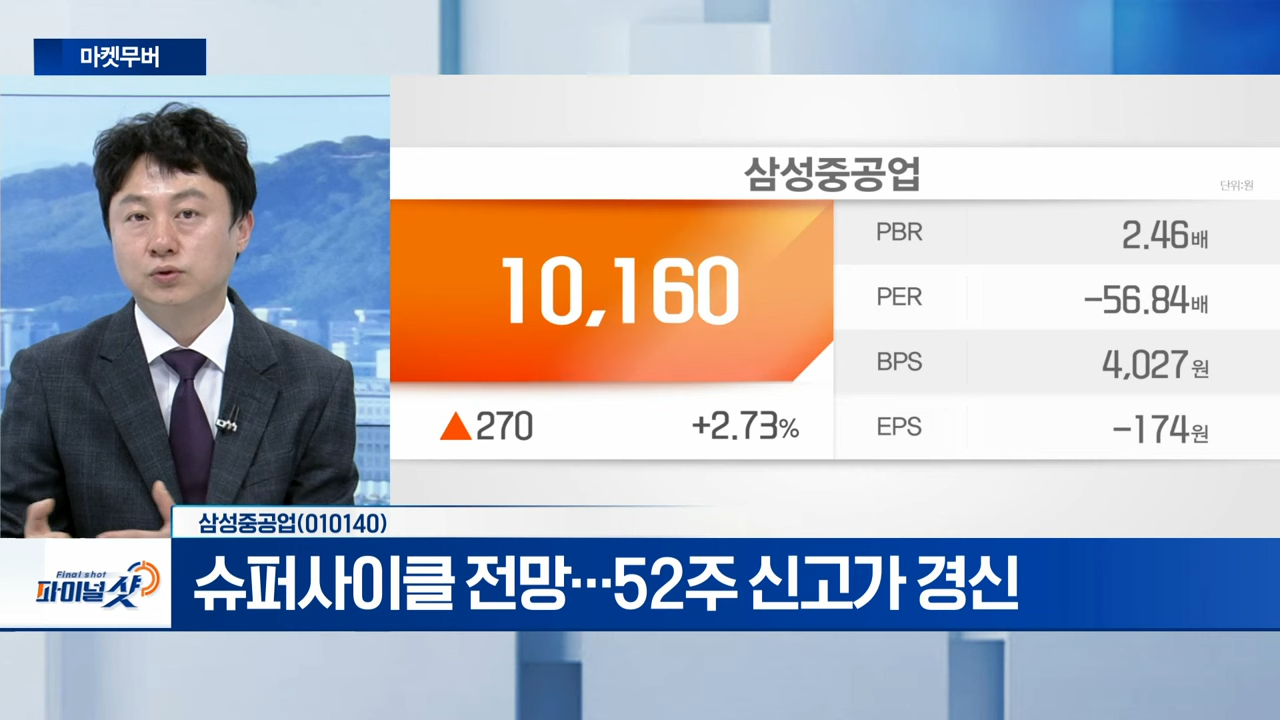 마켓무버
삼성중공업
단위:원
10,160
▲270 +2.73%
PBR 2.46배
PER -56.84배
BPS 4,027원
EPS -174원
삼성중공업(010140)
Final shot
파이널샷
슈퍼사이클 전망…52주 신고가 경신